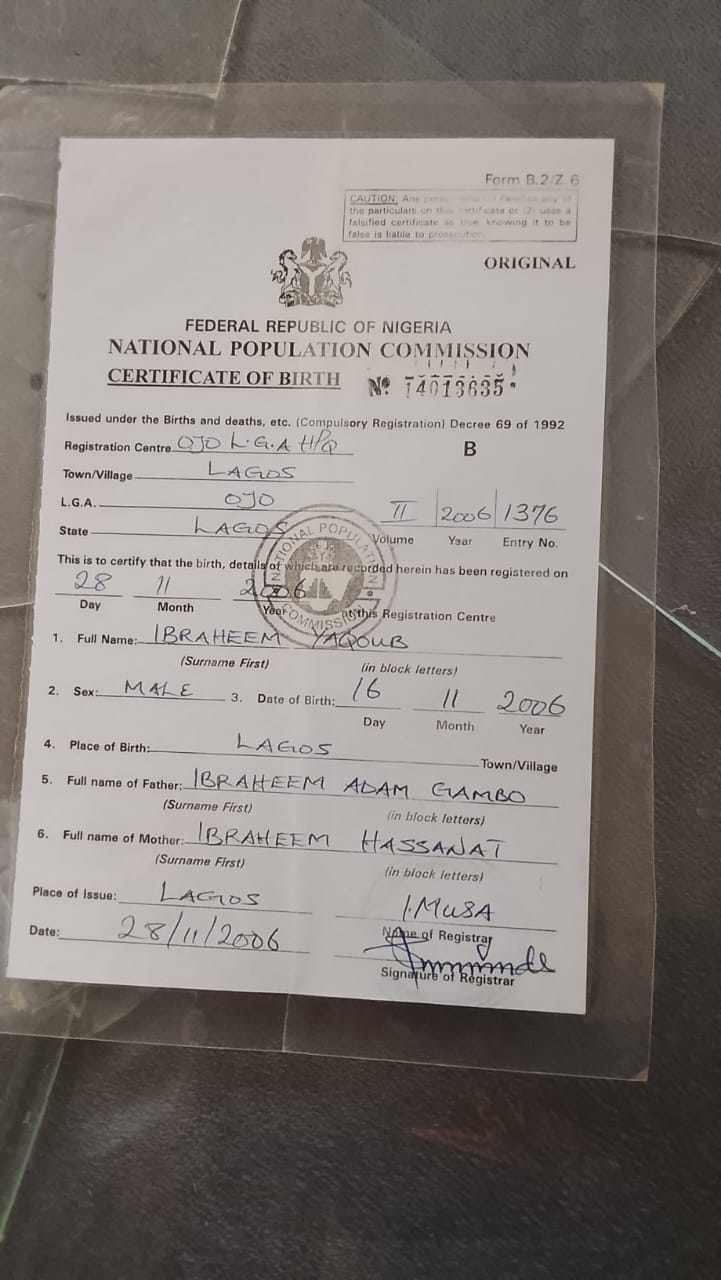 Form B.2/Z.6
CAUTION: Any person who (1) falsifies any of
the particulars on this certificate or (2) uses a
falsified certificate as true, knowing it to be
false is liable to prosecution.
ORIGINAL
FEDERAL REPUBLIC OF NIGERIA
NATIONAL POPULATION COMMISSION
CERTIFICATE OF BIRTH Nº 14013635
Issued under the Births and deaths, etc. (Compulsory Registration) Decree 69 of 1992
Registration Centre OJO L.G.A H/Q B
Town/Village LAGOS
L.G.A. OJO II 2006 1376
State LAGOS Volume Year Entry No.
NATIONAL POPULATION COMMISSION
This is to certify that the birth, details of which are recorded herein has been registered on
28 11 2006
Day Month Year at this Registration Centre
1. Full Name: IBRAHEEM YAQOUB
(Surname First) (in block letters)
2. Sex: MALE 3. Date of Birth: 16 11 2006
Day Month Year
4. Place of Birth: LAGOS Town/Village
5. Full name of Father: IBRAHEEM ADAM GAMBO
(Surname First) (in block letters)
6. Full name of Mother: IBRAHEEM HASSANAT
(Surname First) (in block letters)
Place of Issue: LAGOS I.MUSA
Name of Registrar
Date: 28/11/2006
Signature of Registrar